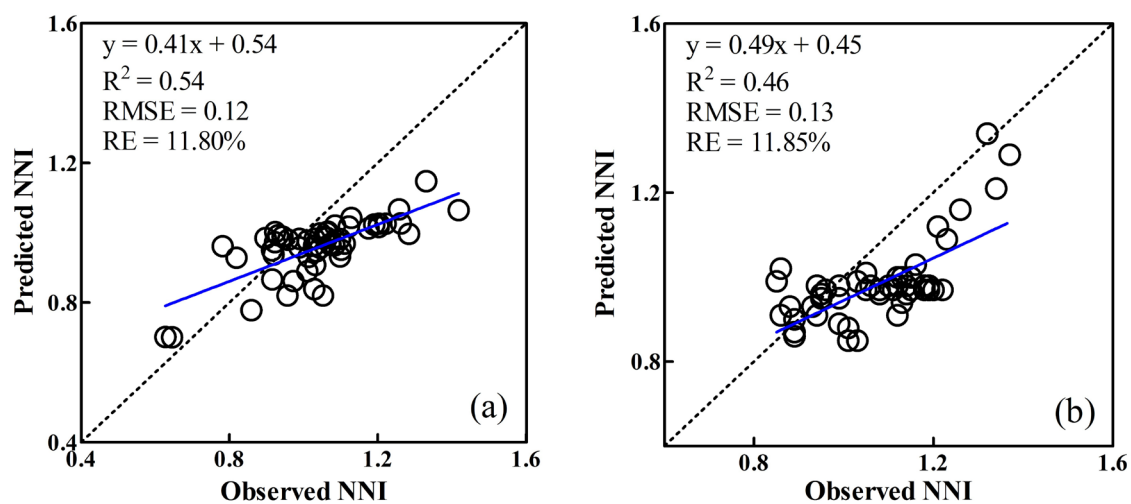 1.6
y = 0.41x + 0.54
R² = 0.54
RMSE = 0.12
RE = 11.80%
1.2
Predicted NNI
0.8
(a)
0.4
0.4 0.8 1.2 1.6
Observed NNI
1.6
y = 0.49x + 0.45
R² = 0.46
RMSE = 0.13
RE = 11.85%
1.2
Predicted NNI
0.8
(b)
0.8 1.2 1.6
Observed NNI